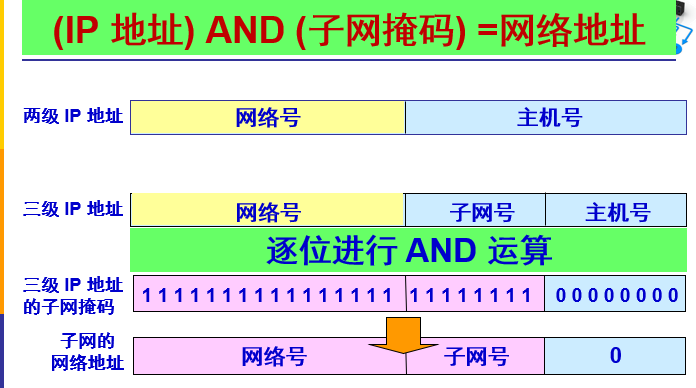 (IP 地址) AND (子网掩码) =网络地址
两级 IP 地址 网络号 主机号
三级 IP 地址 网络号 子网号 主机号
逐位进行 AND 运算
三级 IP 地址
的子网掩码 1 1 1 1 1 1 1 1 1 1 1 1 1 1 1 1 1 1 1 1 1 1 1 1 0 0 0 0 0 0 0 0
子网的
网络地址 网络号 子网号 0